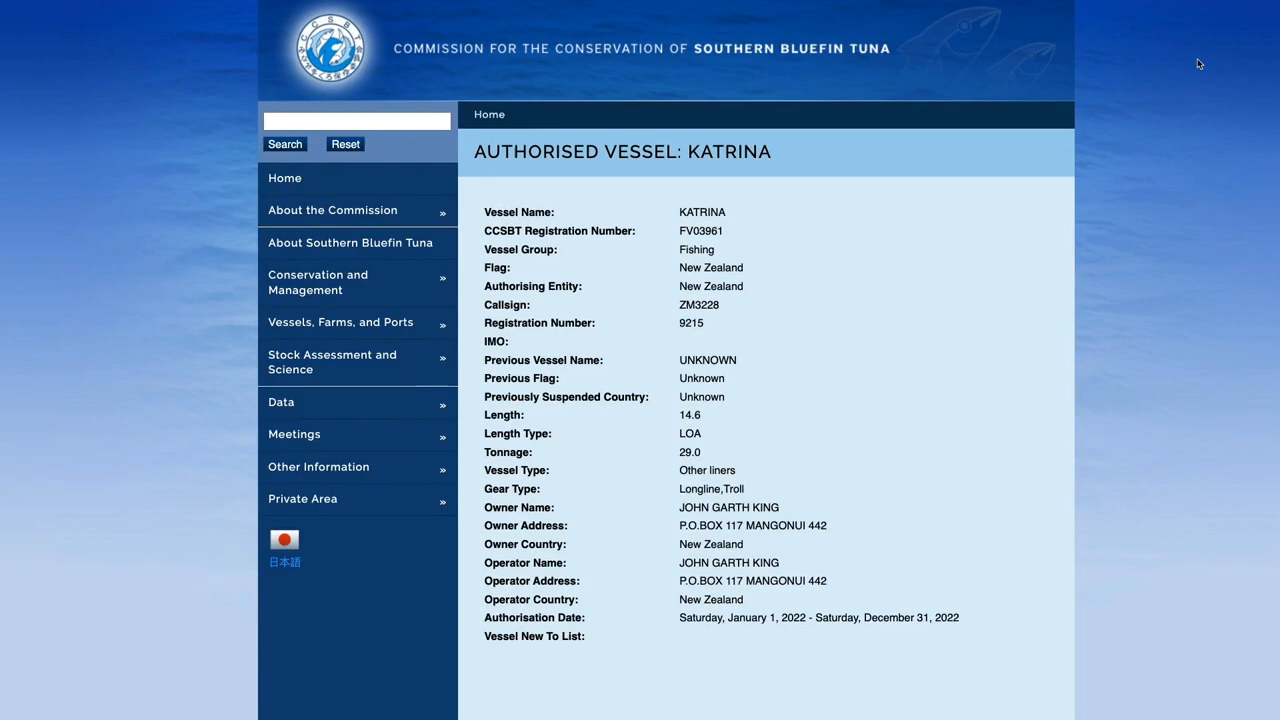 CCSBT
COMMISSION FOR THE CONSERVATION OF SOUTHERN BLUEFIN TUNA
Search
Reset
Home
About the Commission »
About Southern Bluefin Tuna
Conservation and
Management »
Vessels, Farms, and Ports »
Stock Assessment and
Science »
Data »
Meetings »
Other Information »
Private Area »
日本語
Home
AUTHORISED VESSEL: KATRINA
Vessel Name: KATRINA
CCSBT Registration Number: FV03961
Vessel Group: Fishing
Flag: New Zealand
Authorising Entity: New Zealand
Callsign: ZM3228
Registration Number: 9215
IMO:
Previous Vessel Name: UNKNOWN
Previous Flag: Unknown
Previously Suspended Country: Unknown
Length: 14.6
Length Type: LOA
Tonnage: 29.0
Vessel Type: Other liners
Gear Type: Longline,Troll
Owner Name: JOHN GARTH KING
Owner Address: P.O.BOX 117 MANGONUI 442
Owner Country: New Zealand
Operator Name: JOHN GARTH KING
Operator Address: P.O.BOX 117 MANGONUI 442
Operator Country: New Zealand
Authorisation Date: Saturday, January 1, 2022 - Saturday, December 31, 2022
Vessel New To List: